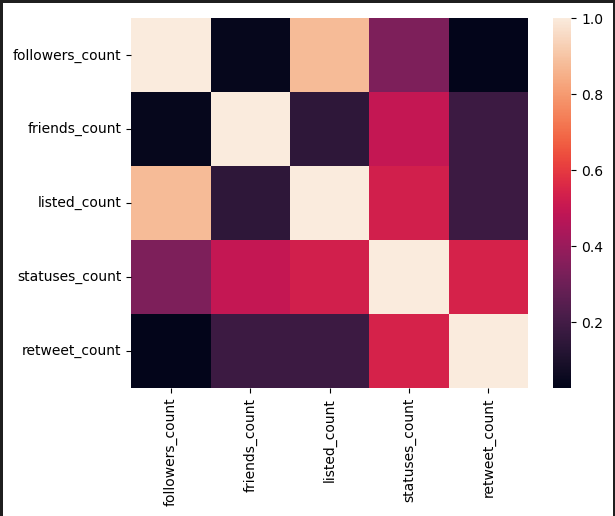 followers_count
friends_count
listed_count
statuses_count
retweet_count
followers_count
friends_count
listed_count
statuses_count
retweet_count
1.0
0.8
0.6
0.4
0.2